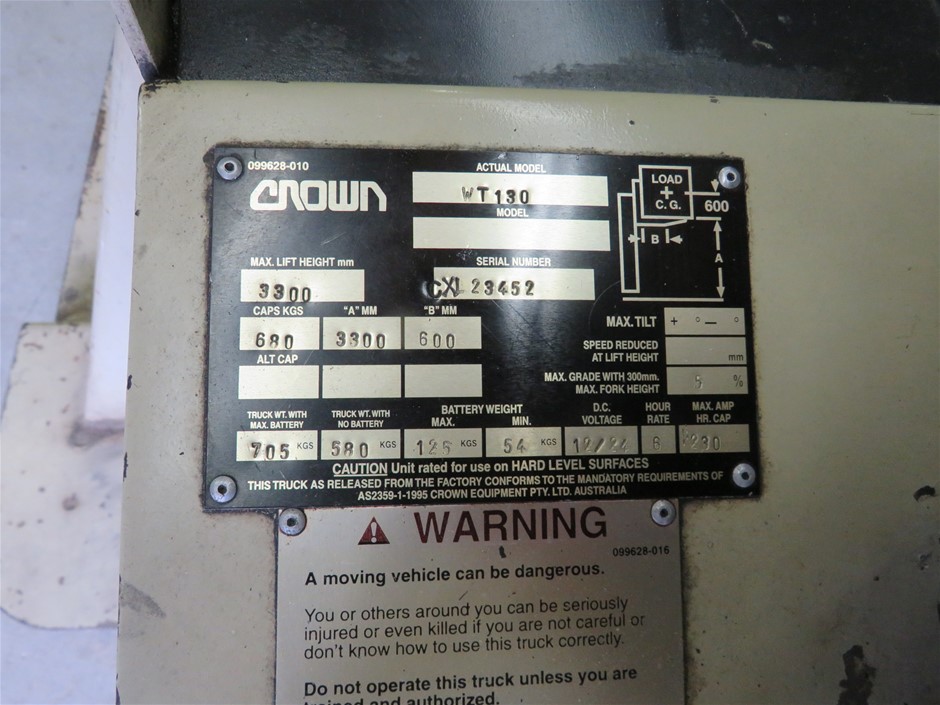 099628-010
CROWN
ACTUAL MODEL
WT130
MODEL
LOAD
+
C. G.
600
B
A
MAX. LIFT HEIGHT mm
3300
SERIAL NUMBER
CXL23452
CAPS KGS "A" MM "B" MM
680 3300 600
ALT CAP
MAX. TILT + ° – °
SPEED REDUCED
AT LIFT HEIGHT mm
MAX. GRADE WITH 300mm.
MAX. FORK HEIGHT 5 %
TRUCK WT. WITH
MAX. BATTERY
705 KGS
TRUCK WT. WITH
NO BATTERY
580 KGS
BATTERY WEIGHT
MAX. MIN.
KGS 54 KGS
D.C.
VOLTAGE
12/24
HOUR
RATE
6
MAX. AMP
HR. CAP
230
CAUTION Unit rated for use on HARD LEVEL SURFACES
THIS TRUCK AS RELEASED FROM THE FACTORY CONFORMS TO THE MANDATORY REQUIREMENTS OF
AS2359-1-1995 CROWN EQUIPMENT PTY. LTD. AUSTRALIA
WARNING
099628-016
A moving vehicle can be dangerous.
You or others around you can be seriously
injured or even killed if you are not careful or
don't know how to use this truck correctly.
Do not operate this truck unless you are
trained and authorized.